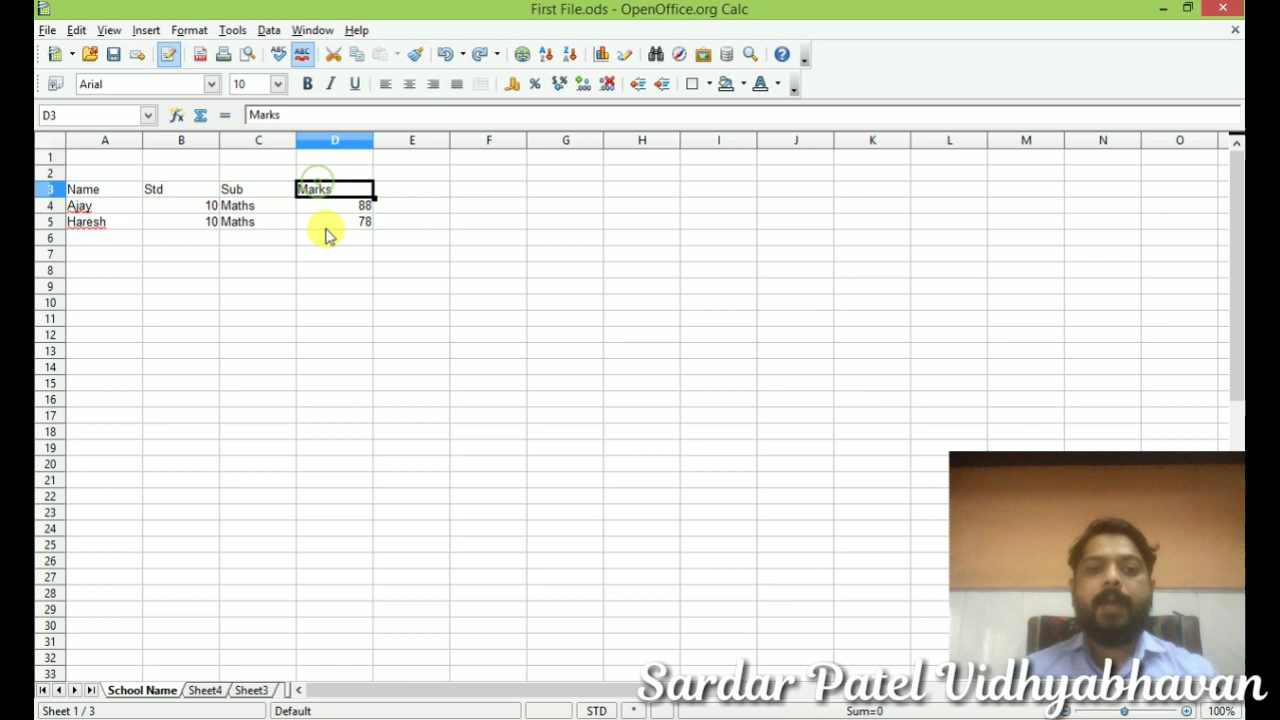 First File.ods - OpenOffice.org Calc
File Edit View Insert Format Tools Data Window Help
Arial 10
D3 Marks
A B C D E F G H I J K L M N O
1
2
3 Name Std Sub Marks
4 Ajay 10 Maths 88
5 Haresh 10 Maths 78
6
7
8
9
10
11
12
13
14
15
16
17
18
19
20
21
22
23
24
25
26
27
28
29
30
31
32
33
School Name Sheet4 Sheet3
Sardar Patel Vidhyabhavan
Sheet 1 / 3 Default STD * Sum=0 100%